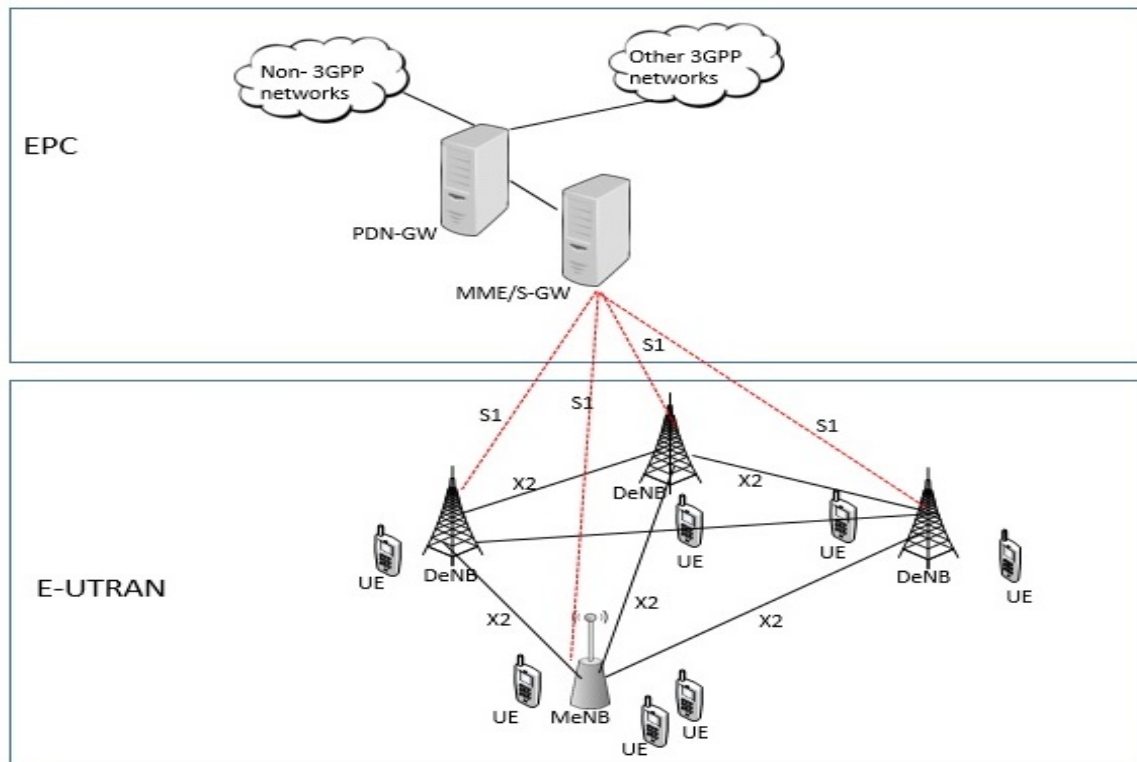 Non- 3GPP
networks
Other 3GPP
networks
EPC
PDN-GW
MME/S-GW
S1
S1
S1
S1
X2
X2
DeNB
DeNB
DeNB
UE
UE
UE
UE
E-UTRAN
X2
X2
X2
UE
MeNB
UE
UE